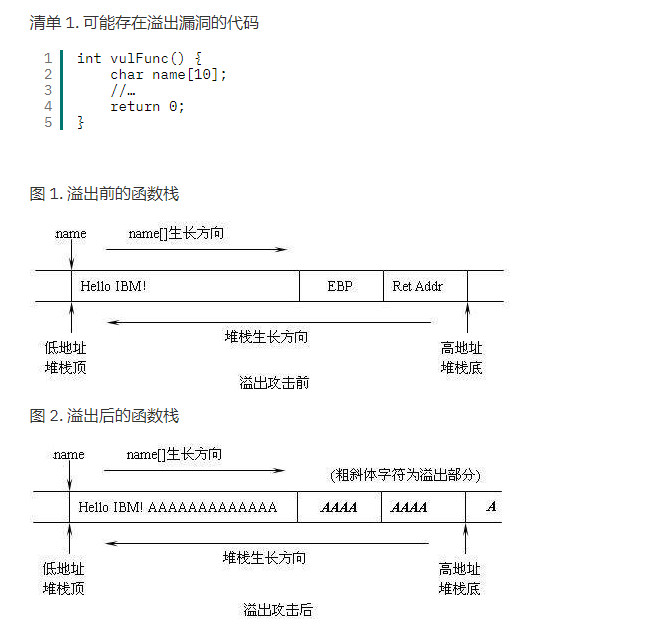 清单 1. 可能存在溢出漏洞的代码
1 int vulFunc() {
2     char name[10];
3     //…
4     return 0;
5 }
图 1. 溢出前的函数栈
name name[]生长方向
Hello IBM! EBP Ret Addr
堆栈生长方向
低地址 高地址
堆栈顶 堆栈底
溢出攻击前
图 2. 溢出后的函数栈
name name[]生长方向
(粗斜体字符为溢出部分)
Hello IBM! AAAAAAAAAAAAA AAAA AAAA A
堆栈生长方向
低地址 高地址
堆栈顶 堆栈底
溢出攻击后